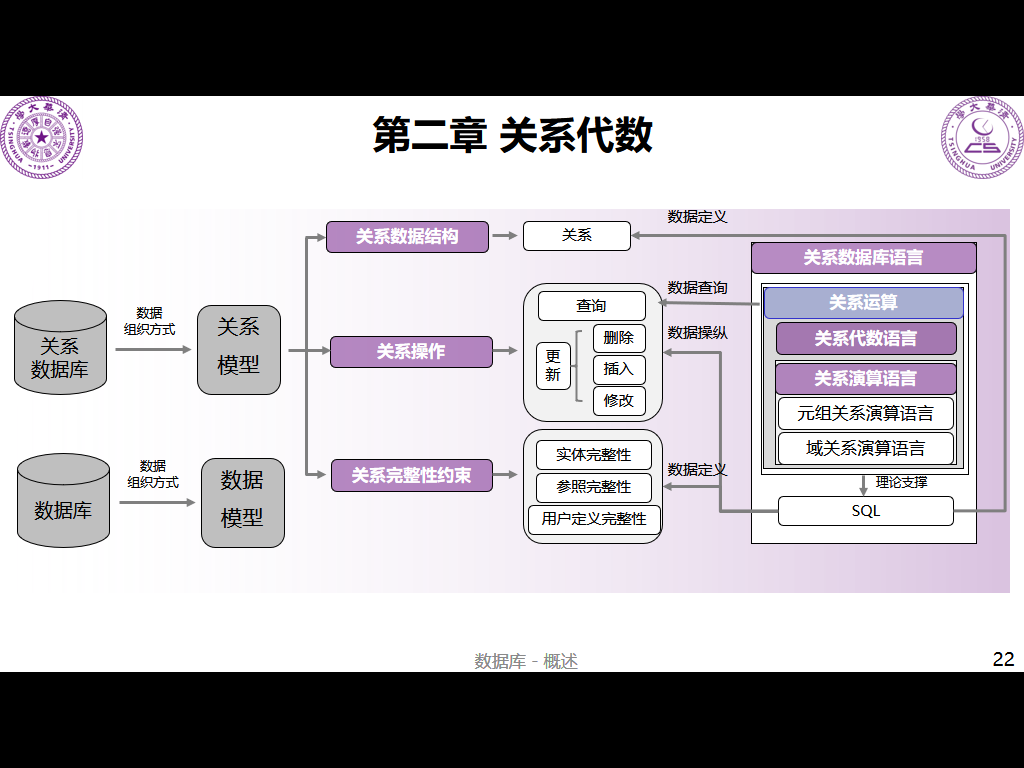 第二章 关系代数
TSINGHUA UNIVERSITY
-1911-
1958
TSINGHUA UNIVERSITY
关系
数据库
数据
组织方式
关系
模型
数据库
数据
组织方式
数据
模型
关系数据结构
关系操作
关系完整性约束
关系
查询
更
新
删除
插入
修改
实体完整性
参照完整性
用户定义完整性
数据定义
数据查询
数据操纵
数据定义
关系数据库语言
关系运算
关系代数语言
关系演算语言
元组关系演算语言
域关系演算语言
理论支撑
SQL
数据库 - 概述
22